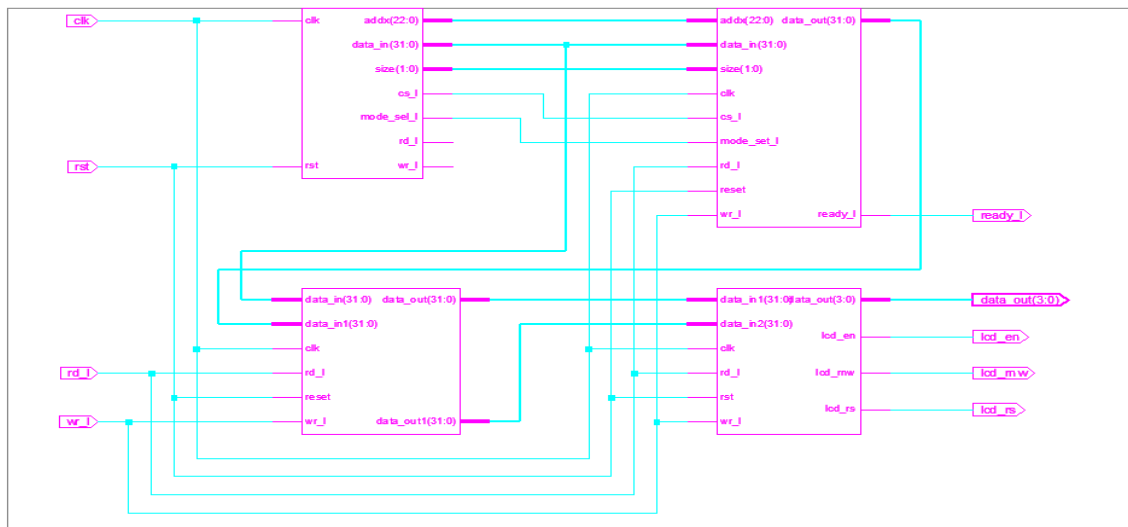 clk
rst
rd_l
wr_l
clk
rst
addx(22:0)
data_in(31:0)
size(1:0)
cs_l
mode_sel_l
rd_l
wr_l
addx(22:0)
data_in(31:0)
size(1:0)
clk
cs_l
mode_set_l
rd_l
reset
wr_l
data_out(31:0)
ready_l
ready_l
data_in(31:0)
data_in1(31:0)
clk
rd_l
reset
wr_l
data_out(31:0)
data_out1(31:0)
data_in1(31:0)
data_in2(31:0)
clk
rd_l
rst
wr_l
data_out(3:0)
lcd_en
lcd_rnw
lcd_rs
data_out(3:0)
lcd_en
lcd_rnw
lcd_rs